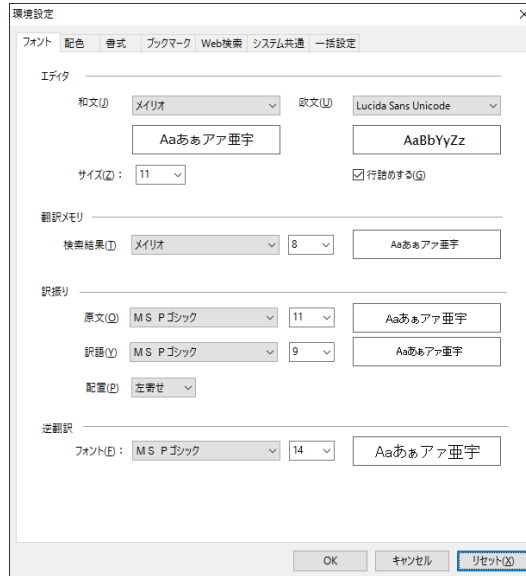 環境設定
フォント 配色 書式 ブックマーク Web検索 システム共通 一括設定
エディタ
和文(J) メイリオ 欧文(U) Lucida Sans Unicode
Aaあぁアァ亜宇 AaBbYyZz
サイズ(Z)： 11 行詰めする(G)
翻訳メモリ
検索結果(T) メイリオ 8 Aaあぁアァ亜宇
訳振り
原文(O) ＭＳ Ｐゴシック 11 Aaあぁアァ亜宇
訳語(Y) ＭＳ Ｐゴシック 9 Aaあぁアァ亜宇
配置(P) 左寄せ
逆翻訳
フォント(F)： ＭＳ Ｐゴシック 14 Aaあぁアァ亜宇
OK キャンセル リセット(X)